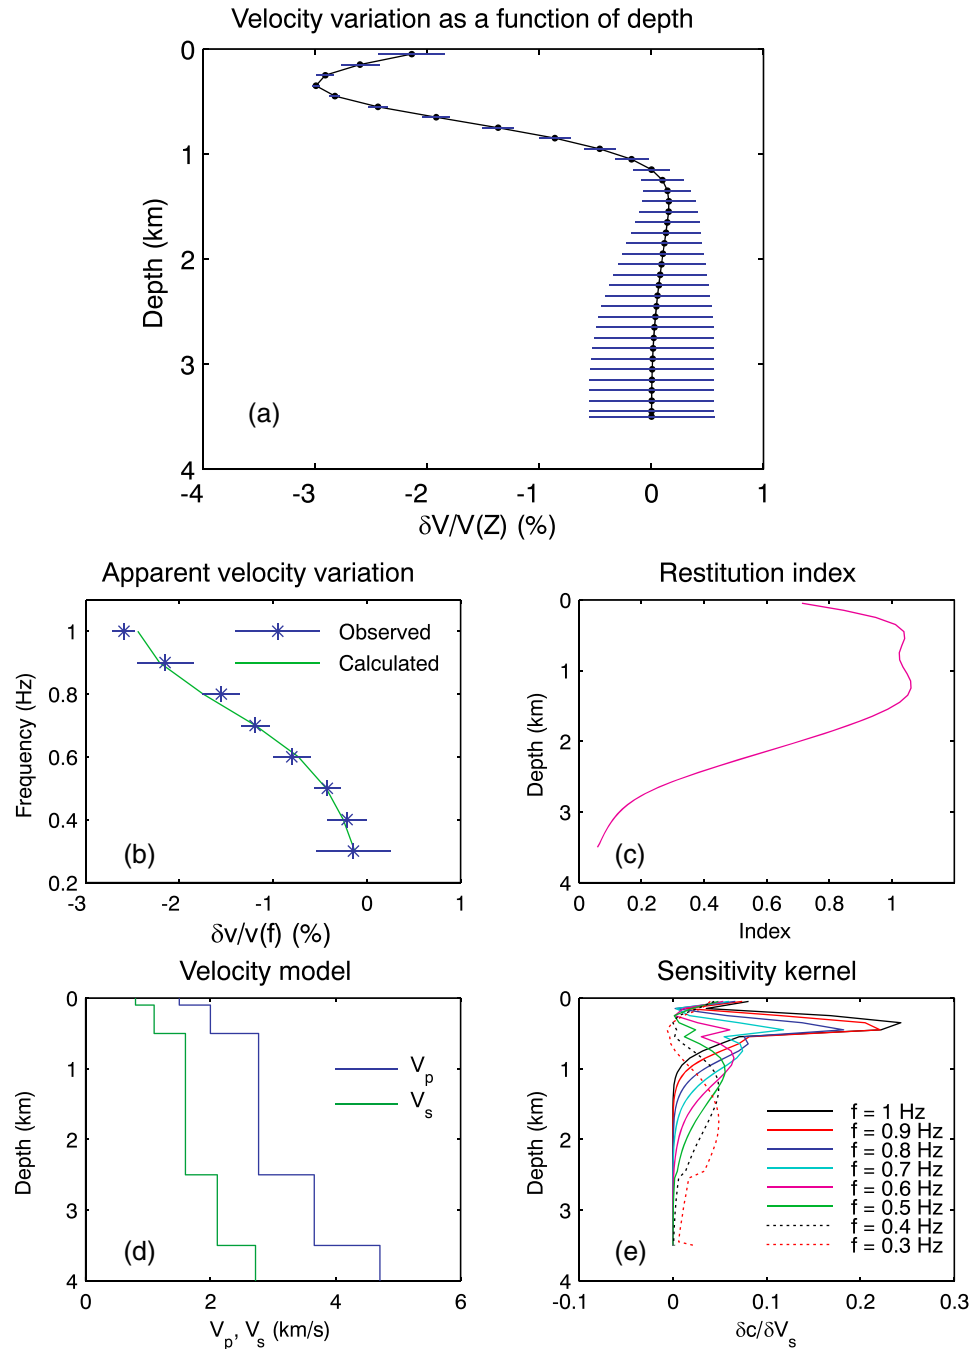 Velocity variation as a function of depth
0
1
2
3
4
Depth (km)
(a)
-4
-3
-2
-1
0
1
δV/V(Z) (%)
Apparent velocity variation
1
0.8
0.6
0.4
0.2
Frequency (Hz)
Observed
Calculated
(b)
-3
-2
-1
0
1
δv/v(f) (%)
Restitution index
0
1
2
3
4
Depth (km)
(c)
0
0.2
0.4
0.6
0.8
1
Index
Velocity model
0
1
2
3
4
Depth (km)
Vp
Vs
(d)
0
2
4
6
Vp, Vs (km/s)
Sensitivity kernel
0
1
2
3
4
Depth (km)
f = 1 Hz
f = 0.9 Hz
f = 0.8 Hz
f = 0.7 Hz
f = 0.6 Hz
f = 0.5 Hz
f = 0.4 Hz
f = 0.3 Hz
(e)
-0.1
0
0.1
0.2
0.3
δc/δVs